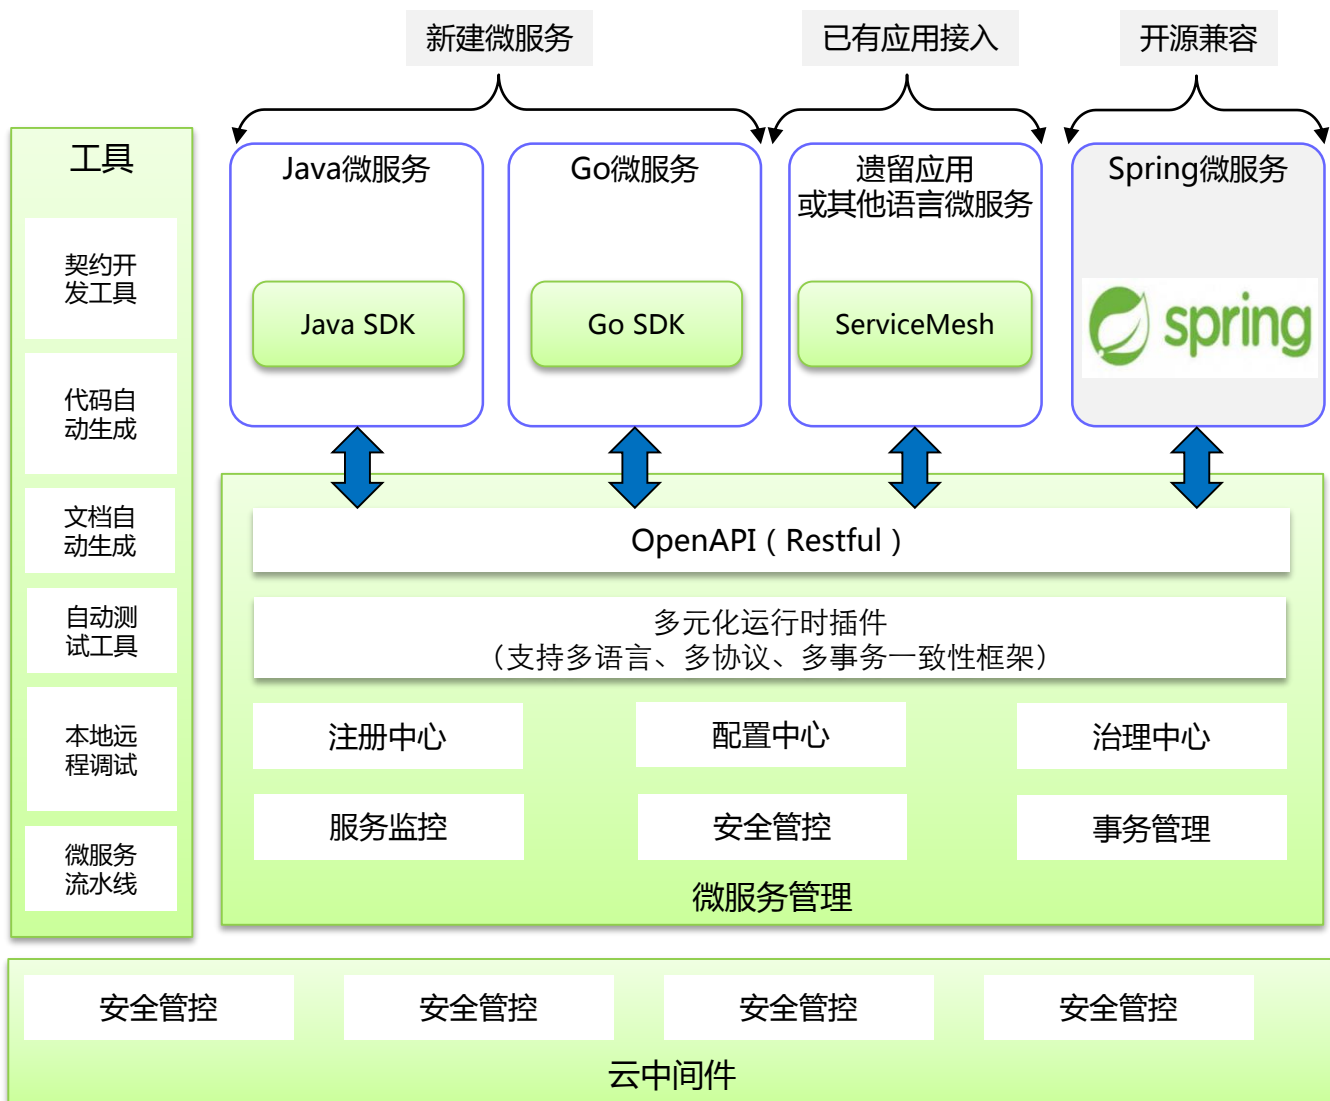 新建微服务
已有应用接入
开源兼容
工具
契约开
发工具
代码自
动生成
文档自
动生成
自动测
试工具
本地远
程调试
微服务
流水线
Java微服务
Java SDK
Go微服务
Go SDK
遗留应用
或其他语言微服务
ServiceMesh
Spring微服务
spring
OpenAPI（Restful）
多元化运行时插件
（支持多语言、多协议、多事务一致性框架）
注册中心
配置中心
治理中心
服务监控
安全管控
事务管理
微服务管理
安全管控
安全管控
安全管控
安全管控
云中间件